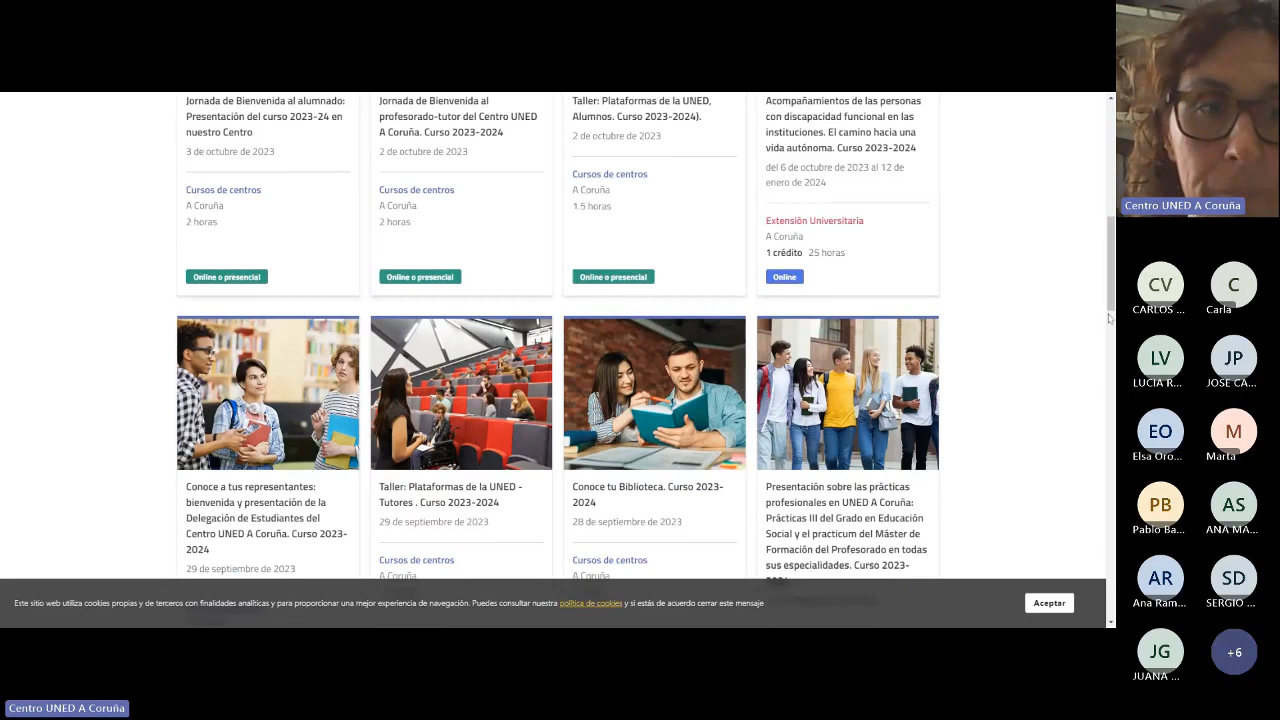 Jornada de Bienvenida al alumnado:
Presentación del curso 2023-24 en
nuestro Centro
3 de octubre de 2023
Cursos de centros
A Coruña
2 horas
Online o presencial
Jornada de Bienvenida al
profesorado-tutor del Centro UNED
A Coruña. Curso 2023-2024
2 de octubre de 2023
Cursos de centros
A Coruña
2 horas
Online o presencial
Taller: Plataformas de la UNED,
Alumnos. Curso 2023-2024).
2 de octubre de 2023
Cursos de centros
A Coruña
1.5 horas
Online o presencial
Acompañamientos de las personas
con discapacidad funcional en las
instituciones. El camino hacia una
vida autónoma. Curso 2023-2024
del 6 de octubre de 2023 al 12 de
enero de 2024
Extensión Universitaria
A Coruña
1 crédito 25 horas
Online
Conoce a tus representantes:
bienvenida y presentación de la
Delegación de Estudiantes del
Centro UNED A Coruña. Curso 2023-
2024
29 de septiembre de 2023
Taller: Plataformas de la UNED -
Tutores . Curso 2023-2024
29 de septiembre de 2023
Cursos de centros
A Coruña
Conoce tu Biblioteca. Curso 2023-
2024
28 de septiembre de 2023
Cursos de centros
A Coruña
Presentación sobre las prácticas
profesionales en UNED A Coruña:
Prácticas III del Grado en Educación
Social y el practicum del Máster de
Formación del Profesorado en todas
sus especialidades. Curso 2023-
Este sitio web utiliza cookies propias y de terceros con finalidades analíticas y para proporcionar una mejor experiencia de navegación. Puedes consultar nuestra política de cookies y si estás de acuerdo cerrar este mensaje
Aceptar
Centro UNED A Coruña
CV
CARLOS ...
C
Carla
LV
LUCIA R...
JP
JOSE CA...
EO
Elsa Oro...
M
Marta
PB
Pablo Ba...
AS
ANA MA...
AR
Ana Ram...
SD
SERGIO ...
JG
JUANA ...
+6
Centro UNED A Coruña